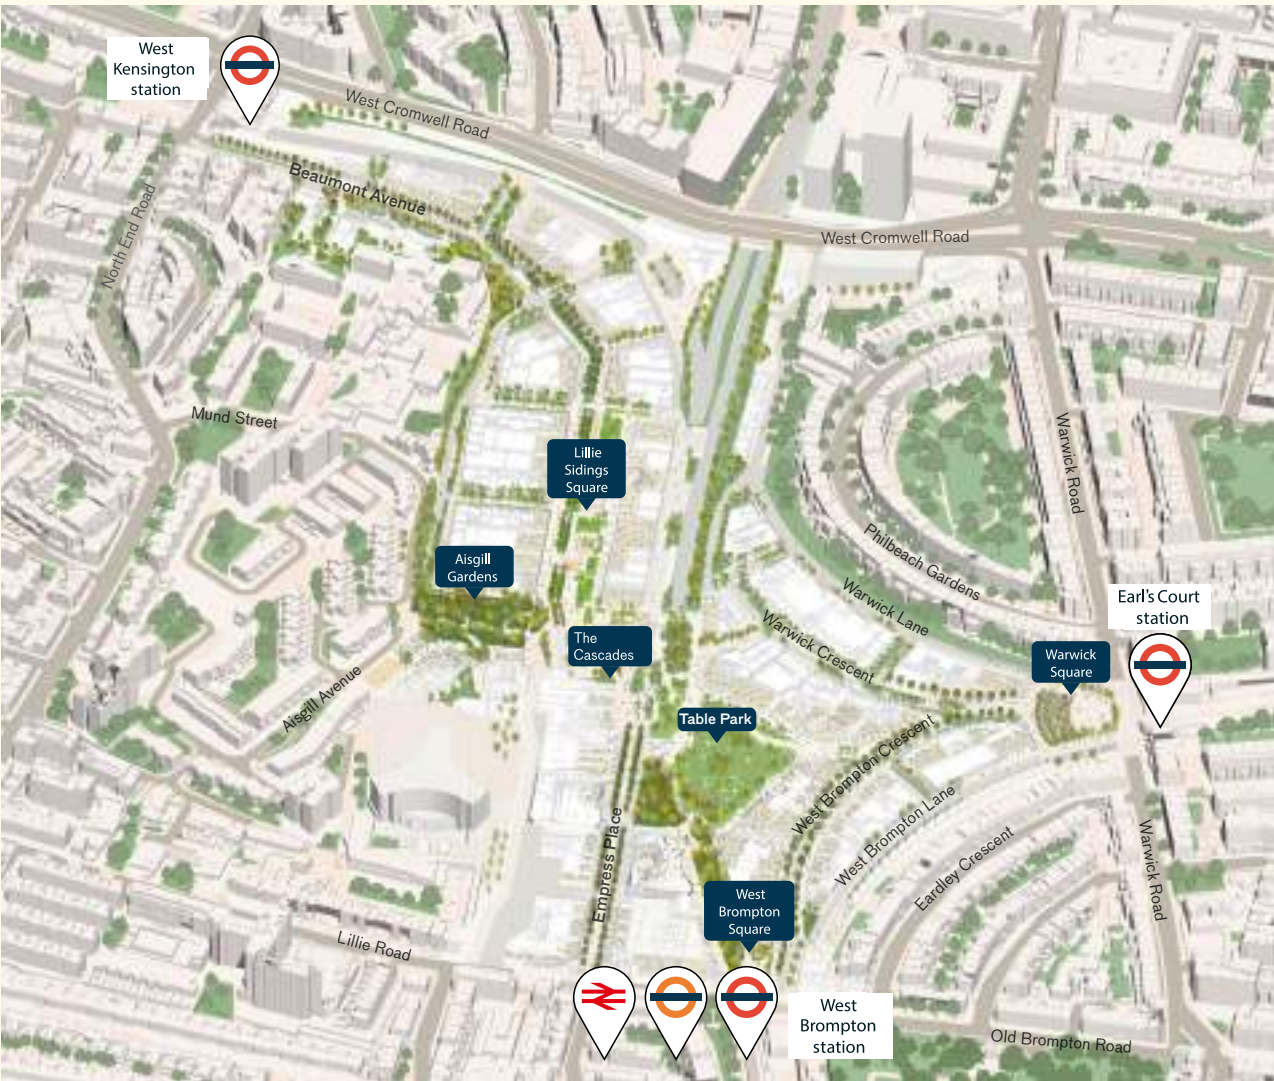 West
Kensington
station
West Cromwell Road
Beaumont Avenue
North End Road
West Cromwell Road
Mund Street
Warwick Road
Lillie
Sidings
Square
Philbeach Gardens
Aisgill
Gardens
Warwick Lane
Earl's Court
station
Warwick Crescent
The
Cascades
Warwick
Square
Aisgill Avenue
Table Park
West Brompton Crescent
West Brompton Lane
Empress Place
Eardley Crescent
Warwick Road
West
Brompton
Square
Lillie Road
West
Brompton
station
Old Brompton Road